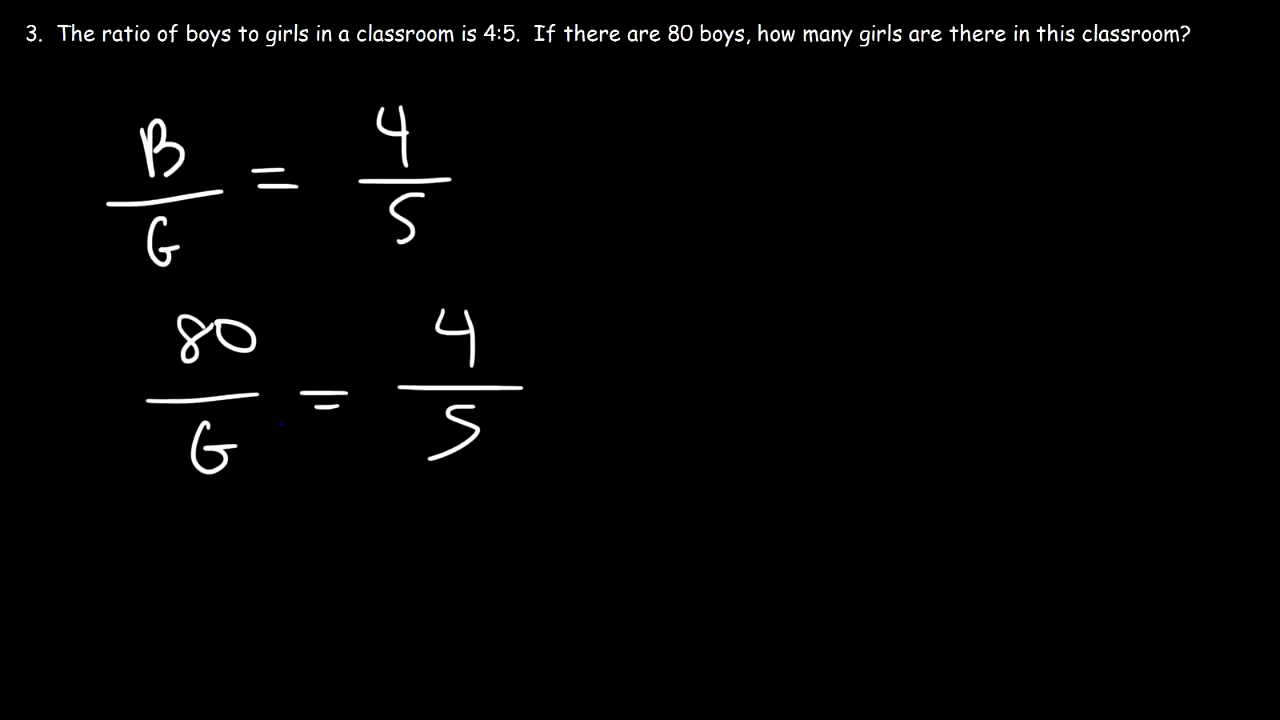 3. The ratio of boys to girls in a classroom is 4:5. If there are 80 boys, how many girls are there in this classroom?
B/G = 4/5
80/G = 4/5